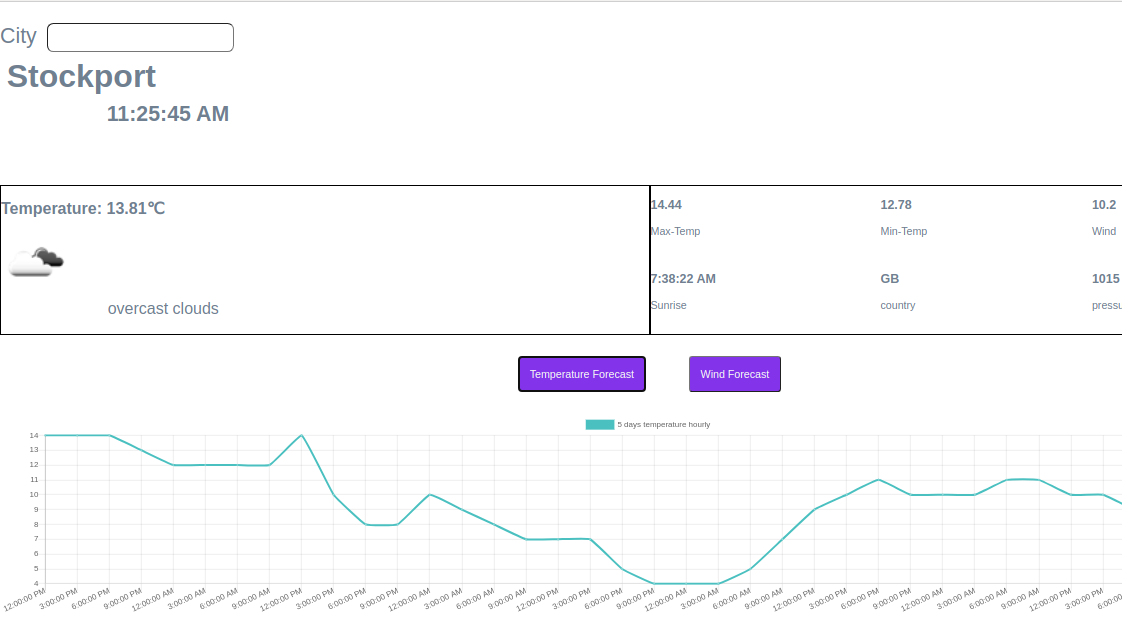 City
Stockport
11:25:45 AM
Temperature: 13.81℃
overcast clouds
14.44 12.78 10.2
Max-Temp Min-Temp Wind
7:38:22 AM GB 1015
Sunrise country pressu
Temperature Forecast Wind Forecast
5 days temperature hourly
14
13
12
11
10
9
8
7
6
5
4
12:00:00 PM 3:00:00 PM 6:00:00 PM 9:00:00 PM 12:00:00 AM 3:00:00 AM 6:00:00 AM 9:00:00 AM 12:00:00 PM 3:00:00 PM 6:00:00 PM 9:00:00 PM 12:00:00 AM 3:00:00 AM 6:00:00 AM 9:00:00 AM 12:00:00 PM 3:00:00 PM 6:00:00 PM 9:00:00 PM 12:00:00 AM 3:00:00 AM 6:00:00 AM 9:00:00 AM 12:00:00 PM 3:00:00 PM 6:00:00 PM 9:00:00 PM 12:00:00 AM 3:00:00 AM 6:00:00 AM 9:00:00 AM 12:00:00 PM 3:00:00 PM 6:00:00